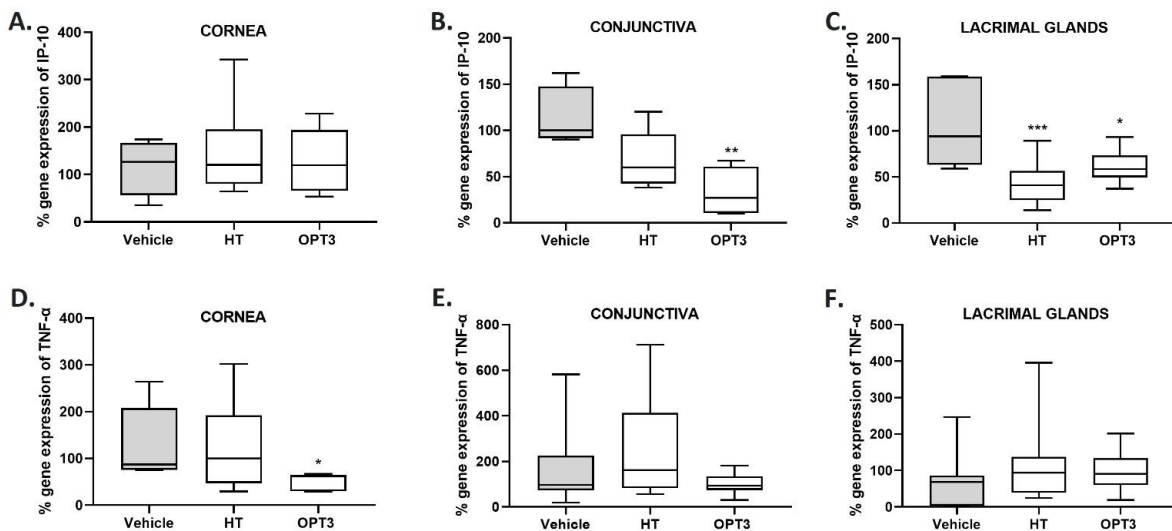 A.
CORNEA
% gene expression of IP-10
400
300
200
100
0
Vehicle HT OPT3
B.
CONJUNCTIVA
% gene expression of IP-10
200
150
100
50
0
**
Vehicle HT OPT3
C.
LACRIMAL GLANDS
% gene expression of IP-10
200
150
100
50
0
***
*
Vehicle HT OPT3
D.
CORNEA
% gene expression of TNF-α
400
300
200
100
0
*
Vehicle HT OPT3
E.
CONJUNCTIVA
% gene expression of TNF-α
800
600
400
200
0
Vehicle HT OPT3
F.
LACRIMAL GLANDS
% gene expression of TNF-α
500
400
300
200
100
0
Vehicle HT OPT3